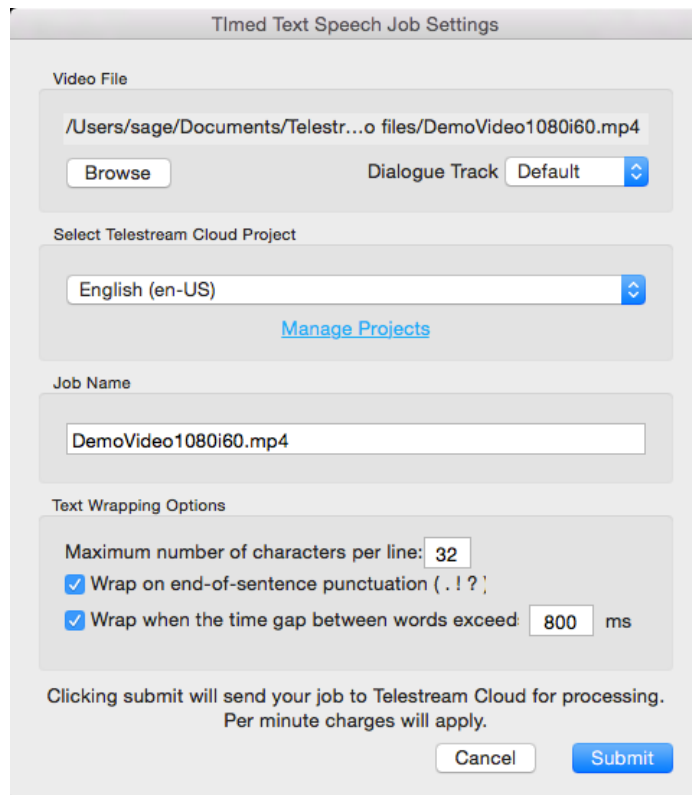 TImed Text Speech Job Settings
Video File
/Users/sage/Documents/Telestr...o files/DemoVideo1080i60.mp4
Browse
Dialogue Track Default
Select Telestream Cloud Project
English (en-US)
Manage Projects
Job Name
DemoVideo1080i60.mp4
Text Wrapping Options
Maximum number of characters per line: 32
Wrap on end-of-sentence punctuation ( . ! ? )
Wrap when the time gap between words exceed: 800 ms
Clicking submit will send your job to Telestream Cloud for processing.
Per minute charges will apply.
Cancel
Submit